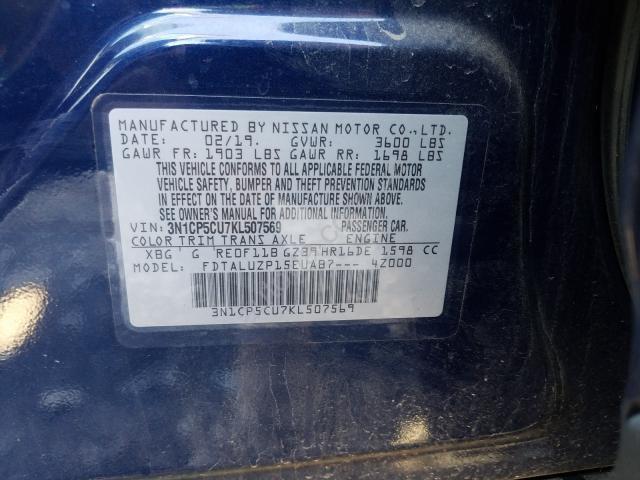 MANUFACTURED BY NISSAN MOTOR CO., LTD.
DATE: 02/19. GVWR: 3600 LBS
GAWR FR: 1903 LBS GAWR RR: 1698 LBS
THIS VEHICLE CONFORMS TO ALL APPLICABLE FEDERAL MOTOR
VEHICLE SAFETY, BUMPER AND THEFT PREVENTION STANDARDS
IN EFFECT ON THE DATE OF MANUFACTURE SHOWN ABOVE.
SEE OWNER'S MANUAL FOR ADDITIONAL INFORMATION.
VIN: 3N1CP5CU7KL507569 PASSENGER CAR.
COLOR TRIM TRANS AXLE ENGINE
XBG G RE0F11B GZ39 HR16DE 1598 CC
MODEL: FDTALUZP15EUAB7--- 4Z000
3N1CP5CU7KL507569